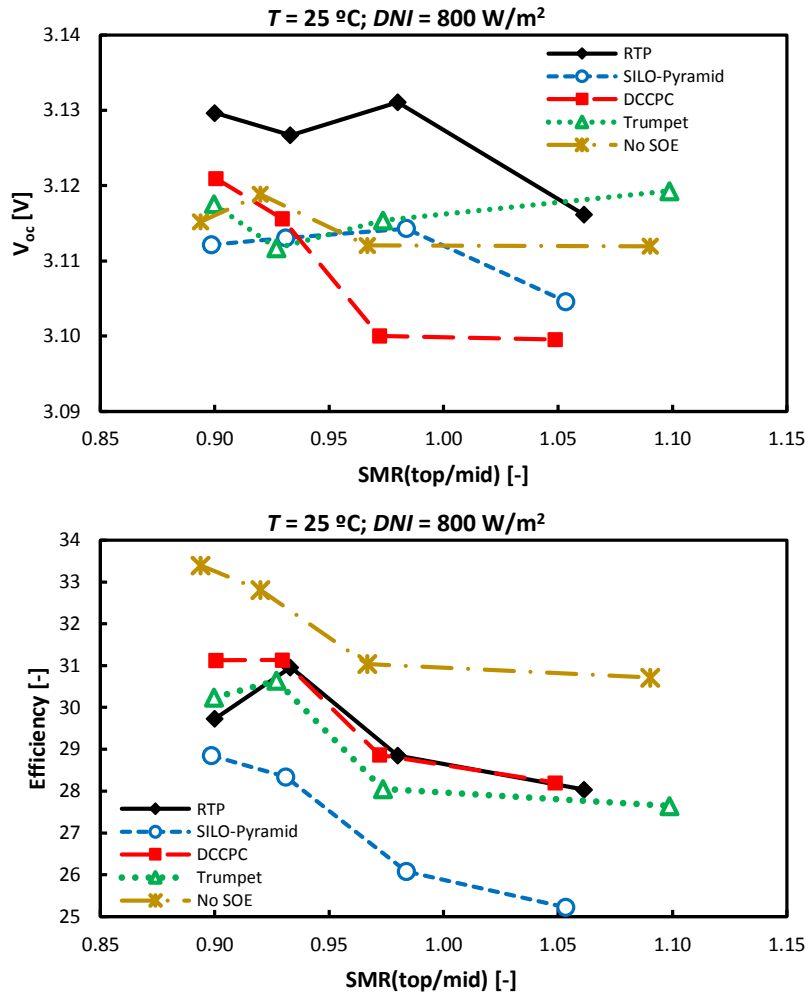 T = 25 ºC; DNI = 800 W/m²
3.14
3.13
3.12
3.11
3.10
3.09
Voc [V]
RTP
SILO-Pyramid
DCCPC
Trumpet
No SOE
0.85 0.90 0.95 1.00 1.05 1.10 1.15
SMR(top/mid) [-]
T = 25 ºC; DNI = 800 W/m²
34
33
32
31
30
29
28
27
26
25
Efficiency [-]
RTP
SILO-Pyramid
DCCPC
Trumpet
No SOE
0.85 0.90 0.95 1.00 1.05 1.10 1.15
SMR(top/mid) [-]